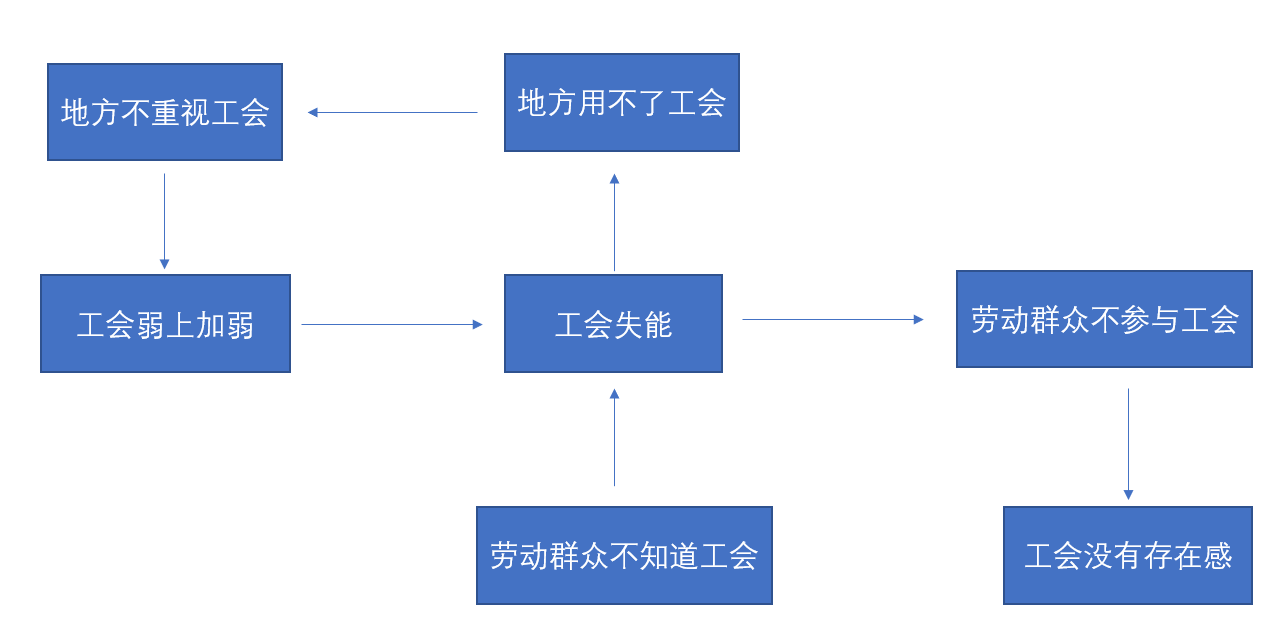 地方不重视工会
地方用不了工会
工会弱上加弱
工会失能
劳动群众不参与工会
劳动群众不知道工会
工会没有存在感